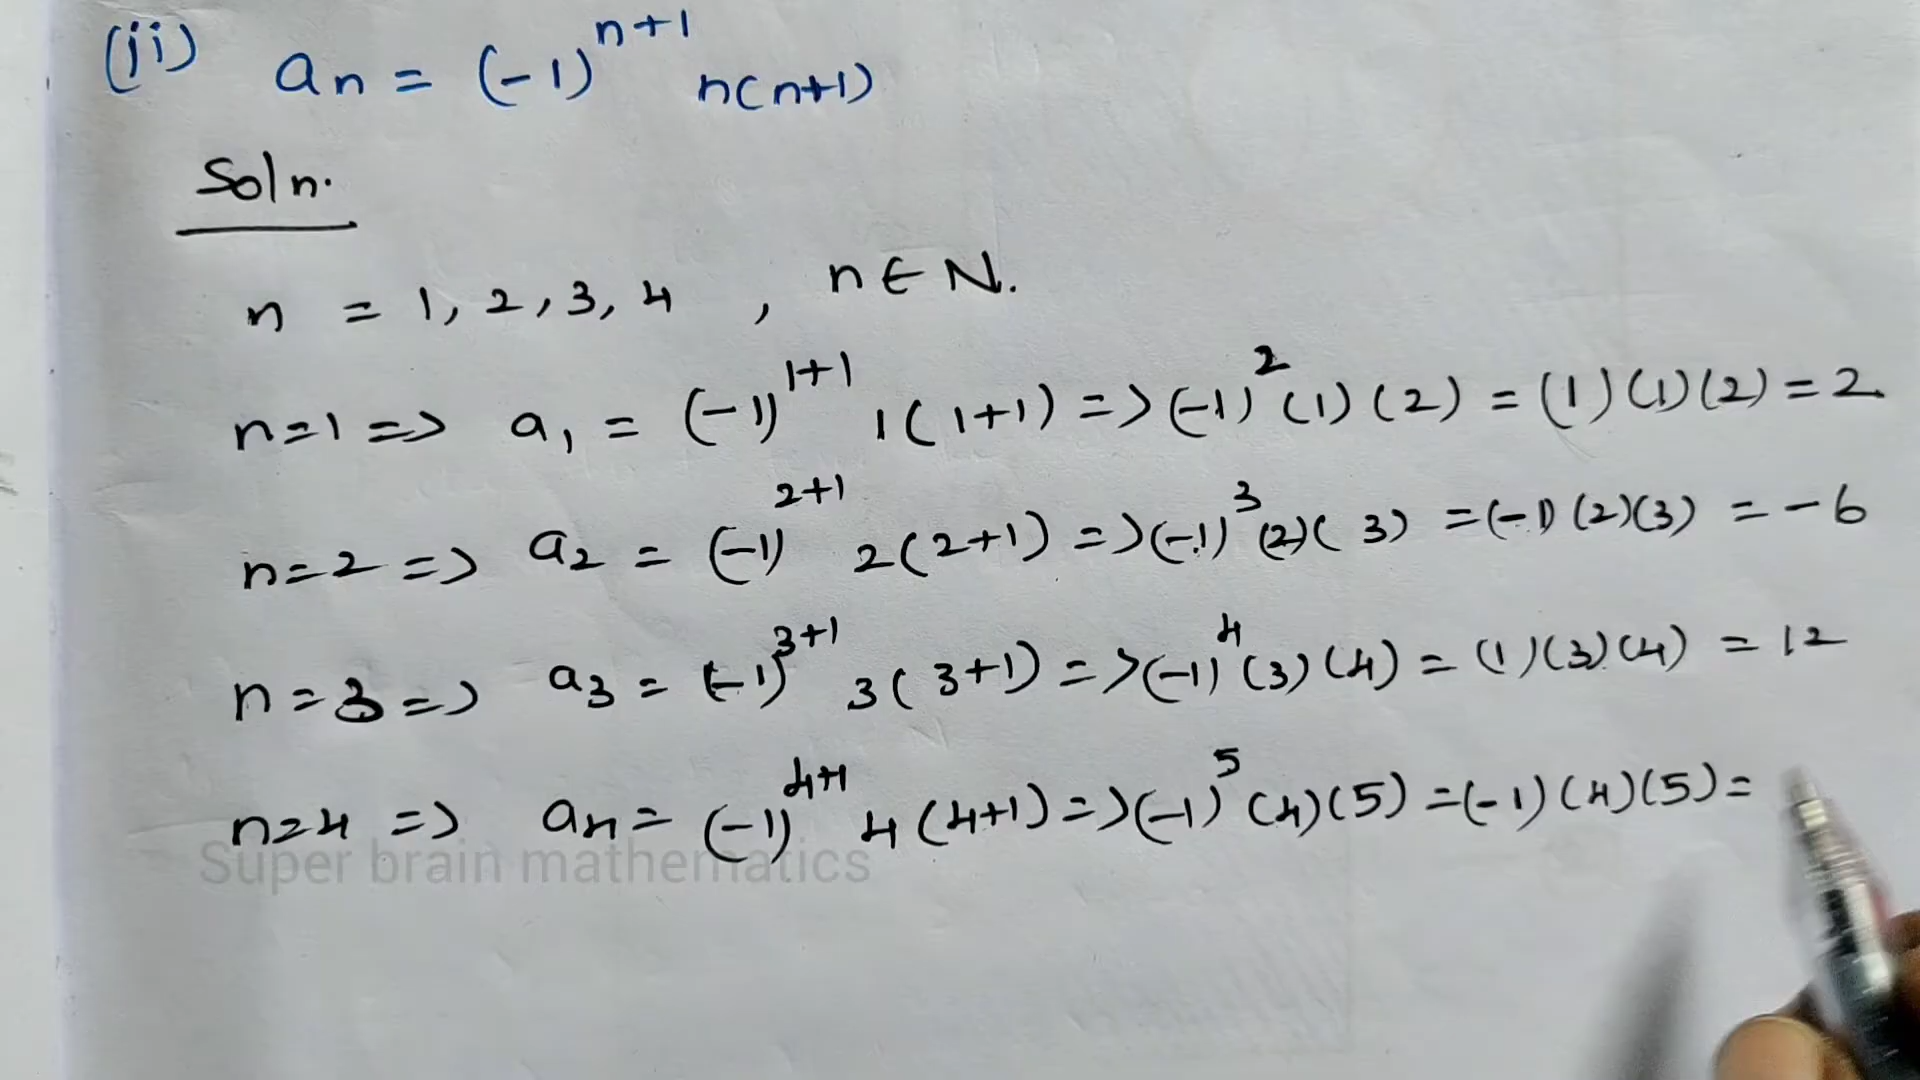 (ii) aₙ = (-1)ⁿ⁺¹ n(n+1)
Soln.
n = 1, 2, 3, 4 , n ∈ N.
n=1 => a₁ = (-1)¹⁺¹ 1(1+1) => (-1)² (1)(2) = (1)(1)(2) = 2
n=2 => a₂ = (-1)²⁺¹ 2(2+1) => (-1)³ (2)(3) = (-1)(2)(3) = -6
n=3 => a₃ = (-1)³⁺¹ 3(3+1) => (-1)⁴ (3)(4) = (1)(3)(4) = 12
n=4 => a₄ = (-1)⁴⁺¹ 4(4+1) => (-1)⁵ (4)(5) = (-1)(4)(5) =
Super brain mathematics